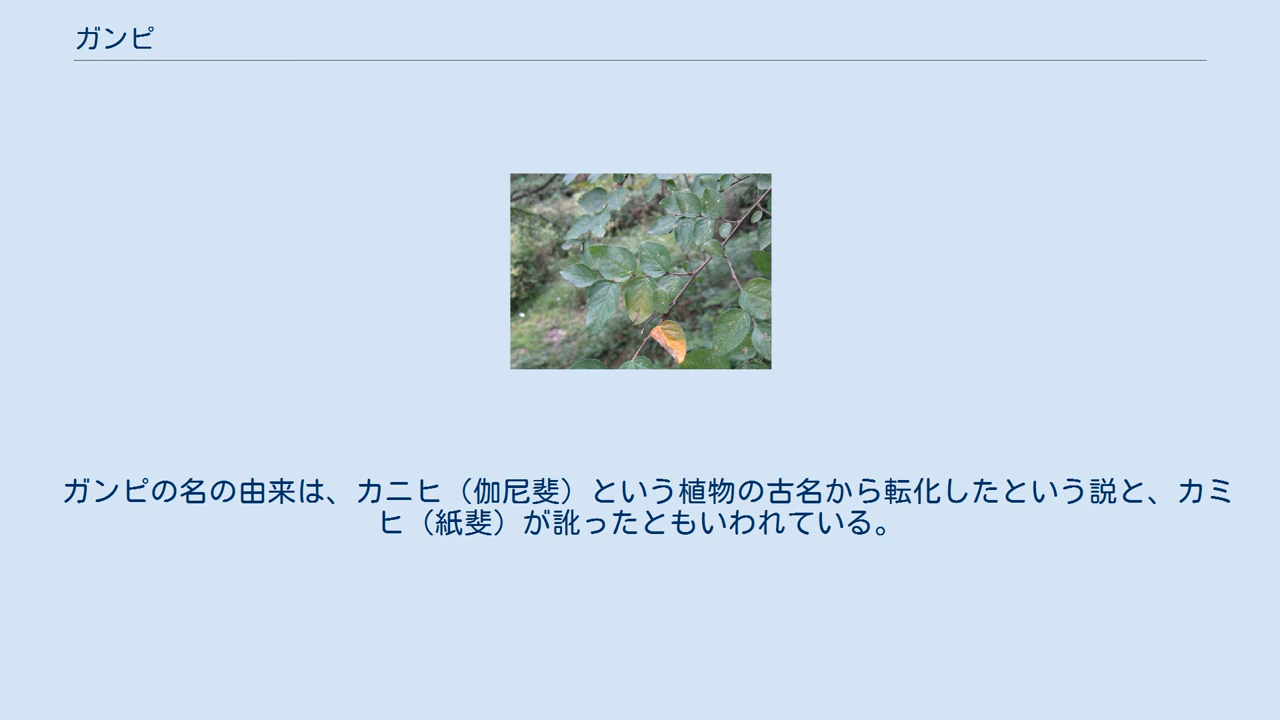 ガンピ
ガンピの名の由来は、カニヒ（伽尼斐）という植物の古名から転化したという説と、カミ
ヒ（紙斐）が訛ったともいわれている。